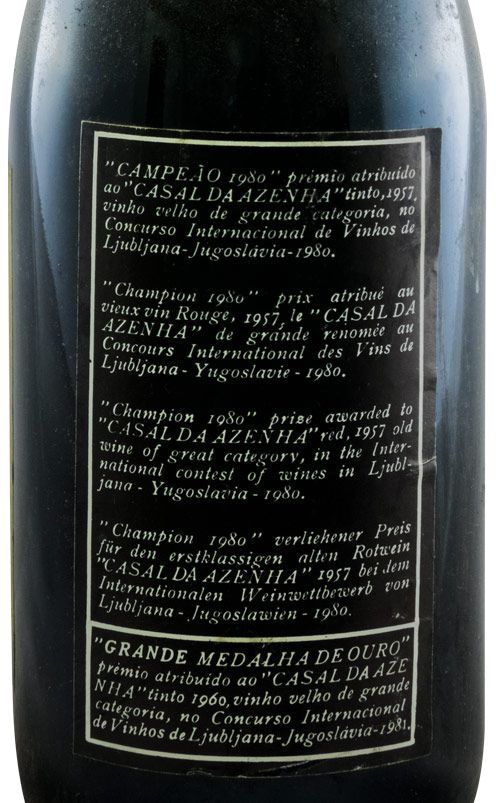 "CAMPEÃO 1980" prémio atribuído
ao "CASAL DA AZENHA" tinto, 1957
vinho velho de grande categoria, no
Concurso Internacional de Vinhos de
Ljubljana-Jugoslávia-1980.
"Champion 1980" prix atribué au
vieux vin Rouge, 1957, le "CASAL DA
AZENHA" de grande renomée au
Concours International des Vins de
Ljubljana - Yugoslavie - 1980.
"Champion 1980" prize awarded to
"CASAL DA AZENHA" red, 1957 old
wine of great category, in the Inter-
national contest of wines in Ljubl-
jana - Yugoslavia - 1980.
"Champion 1980" verliehener Preis
für den erstklassigen alten Rotwein
"CASAL DA AZENHA" 1957 bei dem
Internationalen Weinwettbewerb von
Ljubljana - Jugoslawien - 1980.
"GRANDE MEDALHA DE OURO"
prémio atribuído ao "CASAL DA AZE
NHA" tinto 1960, vinho velho de grande
categoria, no Concurso Internacional
de Vinhos de Ljubljana-Jugoslávia-1981.